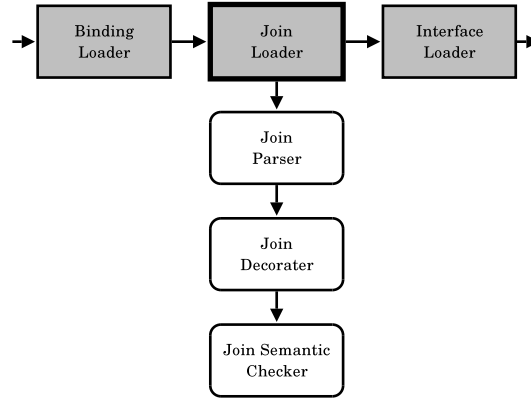 Binding
Loader
Join
Loader
Interface
Loader
Join
Parser
Join
Decorater
Join Semantic
Checker